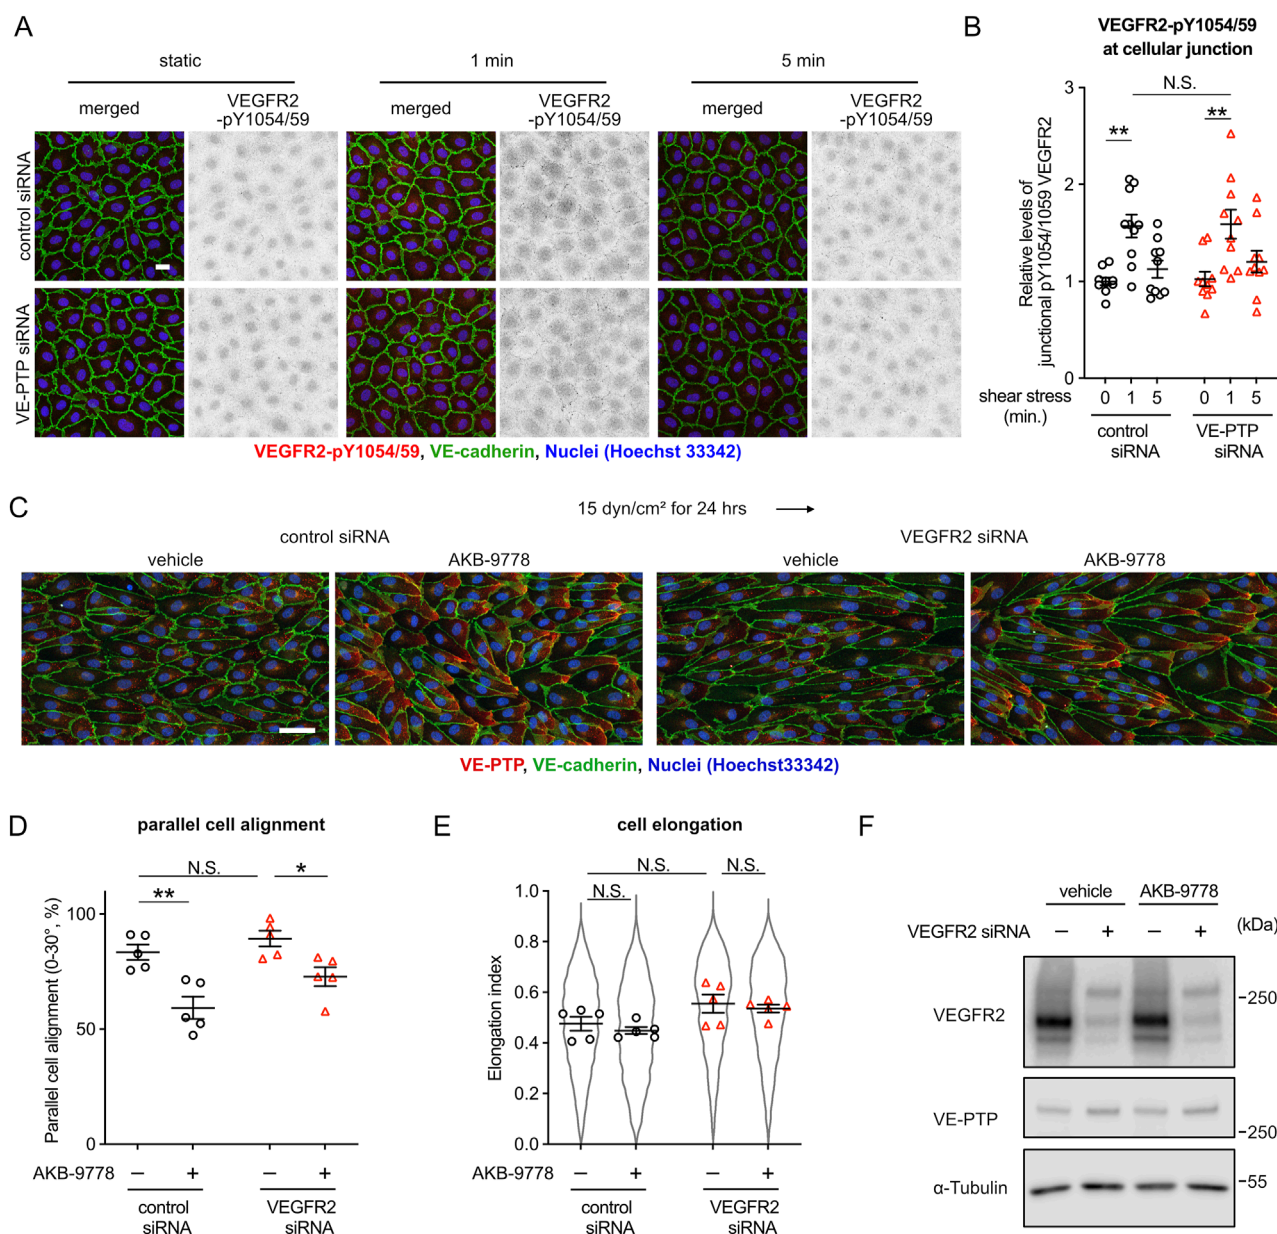 A
static
1 min
5 min
merged
VEGFR2
-pY1054/59
merged
VEGFR2
-pY1054/59
merged
VEGFR2
-pY1054/59
control siRNA
VE-PTP siRNA
VEGFR2-pY1054/59, VE-cadherin, Nuclei (Hoechst 33342)
B
VEGFR2-pY1054/59
at cellular junction
Relative levels of
junctional pY1054/1059 VEGFR2
3
2
1
0
N.S.
**
**
shear stress
(min.)
0 1 5 0 1 5
control
siRNA
VE-PTP
siRNA
C
15 dyn/cm² for 24 hrs
control siRNA
VEGFR2 siRNA
vehicle
AKB-9778
vehicle
AKB-9778
VE-PTP, VE-cadherin, Nuclei (Hoechst33342)
D
parallel cell alignment
Parallel cell alignment (0-30°, %)
100
50
0
N.S.
**
*
AKB-9778
– + – +
control
siRNA
VEGFR2
siRNA
E
cell elongation
Elongation index
1.0
0.8
0.6
0.4
0.2
0.0
N.S.
N.S.
N.S.
– + – +
control
siRNA
VEGFR2
siRNA
F
vehicle
AKB-9778
VEGFR2 siRNA
– + – +
(kDa)
VEGFR2
-250
VE-PTP
-250
α-Tubulin
-55